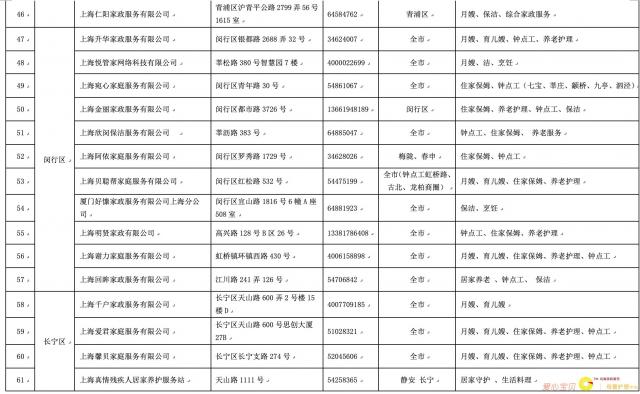 46 上海仁阳家政服务有限公司 青浦区沪青平公路 2799 弄 56 号 64584762 青浦区 月嫂、保洁、综合家政服务
1615 室
47 上海升华家政服务有限公司 闵行区银都路 2688 弄 32 号 34624007 全市 月嫂、育儿嫂、钟点工、养老护理
48 上海悦管家网络科技有限公司 莘松路 380 号智慧园 7 楼 4000022699 全市 月嫂、洁、烹饪
49 上海宛心家庭服务有限公司 闵行区青年路 30 号 54861067 全市 住家保姆、钟点工（七宝、莘庄、颛桥、九亭、泗泾）
50 上海金丽家政服务有限公司 闵行区都市路 3726 号 13661948189 闵行区 住家保姆、养老护理、钟点工、保洁
51 上海欣闵保洁服务有限公司 莘沥路 383 号 64885047 全市 钟点工、住家保姆、 养老服务
闵行区
52 上海阿依家庭服务有限公司 闵行区罗秀路 1729 号 34628026 梅陇、春申 住家保姆、钟点工
53 上海贝聪帮家庭服务有限公司 闵行区红松路 532 号 54475199 全市(钟点工虹桥路、 月嫂、育儿嫂、住家保姆、养老护理
古北、龙柏商圈)
54 厦门好慷家政服务有限公司上海分公 闵行区宜山路 1816 号 6 幢 A 座 64881923 全市 保洁、烹饪
司 508 室
55 上海明贤家政有限公司 高兴路 128 号 B 区 26 号 13381786408 全市 钟点工、住家保姆、养老护理
56 上海谢力家庭服务有限公司 虹桥镇环镇西路 430 号 4006158898 全市 月嫂、育儿嫂、住家保姆、养老护理、钟点工
57 上海回眸家政服务有限公司 江川路 241 弄 126 号 54706842 全市 居家养老 、钟点工、 保洁
58 上海千户家政服务有限公司 长宁区天山路 600 弄 2 号楼 15 4007709185 全市 月嫂、育儿嫂
楼 D
59 上海爱君家庭服务有限公司 长宁区天山路 600 号思创大厦 51028321 全市 月嫂、育儿嫂、住家保姆、养老护理、钟点工
27B
长宁区
60 上海馨贝家庭服务有限公司 长宁区长宁支路 274 号 52045606 全市 月嫂、育儿嫂、住家保姆、养老护理、钟点工
61 上海真情残疾人居家养护服务站 天山路 1111 号 54258365 静安 长宁 居家守护 、生活料理
爱心宝贝